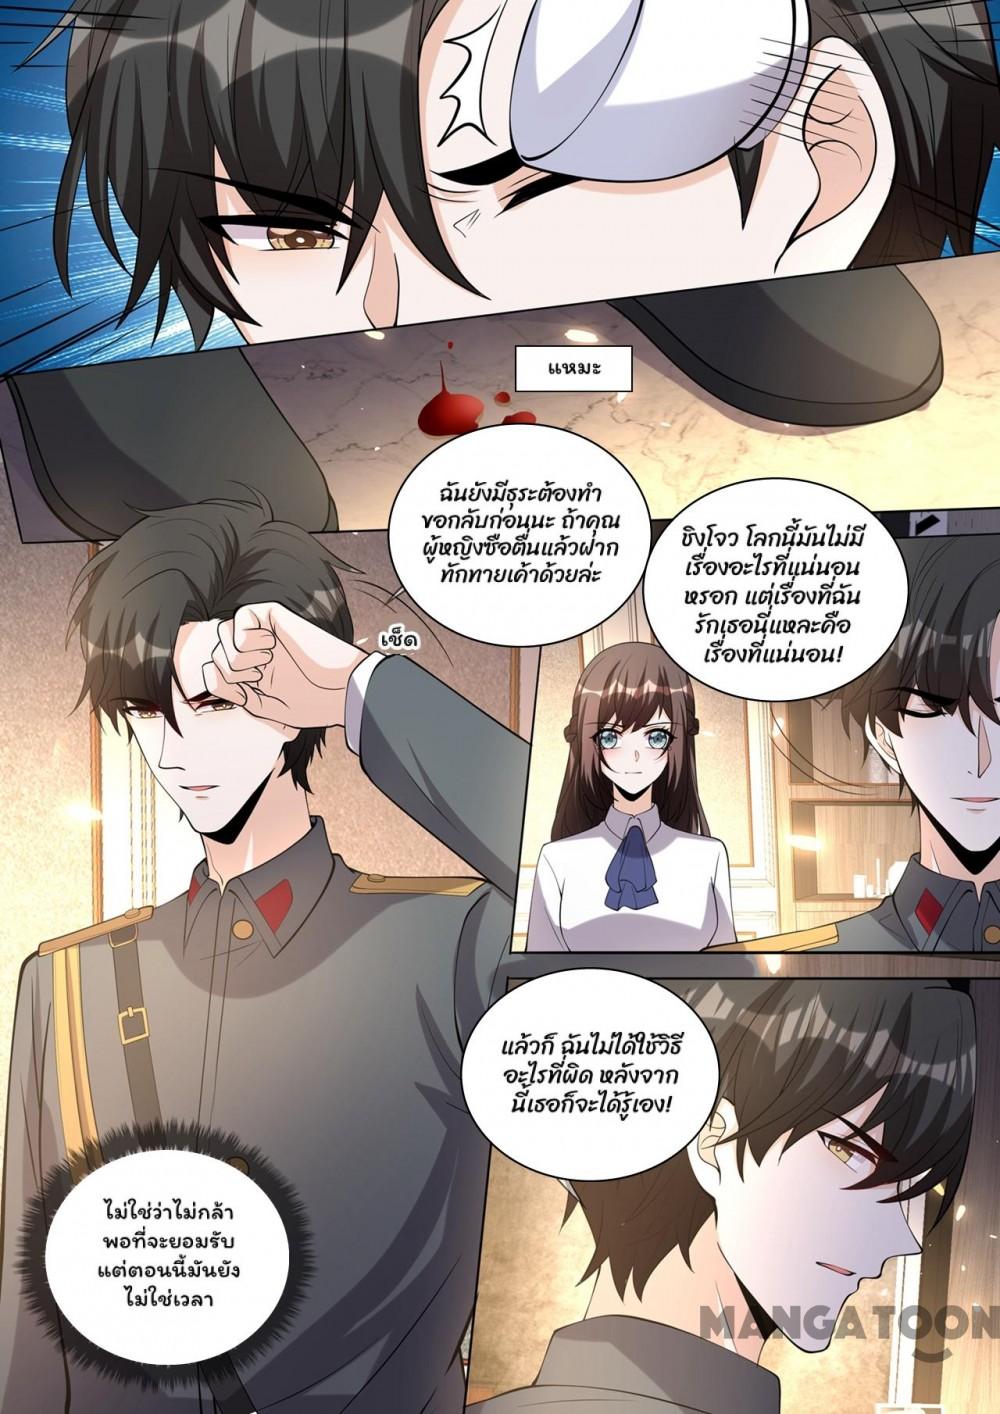 แหมะ
ฉันยังมีธุระต้องทำ
ขอกลับก่อนนะ ถ้าคุณ
ผู้หญิงซือตื่นแล้วฝาก
ทักทายเค้าด้วยล่ะ
ชิงโจว โลกนี้มันไม่มี
เรื่องอะไรที่แน่นอน
หรอก แต่เรื่องที่ฉัน
รักเธอนี่แหละคือ
เรื่องที่แน่นอน!
เช็ด
แล้วก็ ฉันไม่ได้ใช้วิธี
อะไรที่ผิด หลังจาก
นี้เธอก็จะได้รู้เอง!
ไม่ใช่ว่าไม่กล้า
พอที่จะยอมรับ
แต่ตอนนี้มันยัง
ไม่ใช่เวลา
MANGATOON